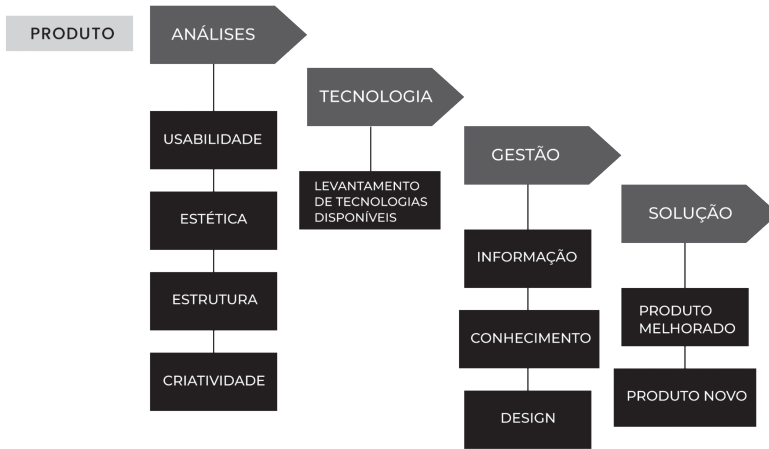 PRODUTO
ANÁLISES
USABILIDADE
ESTÉTICA
ESTRUTURA
CRIATIVIDADE
TECNOLOGIA
LEVANTAMENTO
DE TECNOLOGIAS
DISPONÍVEIS
GESTÃO
INFORMAÇÃO
CONHECIMENTO
DESIGN
SOLUÇÃO
PRODUTO
MELHORADO
PRODUTO NOVO